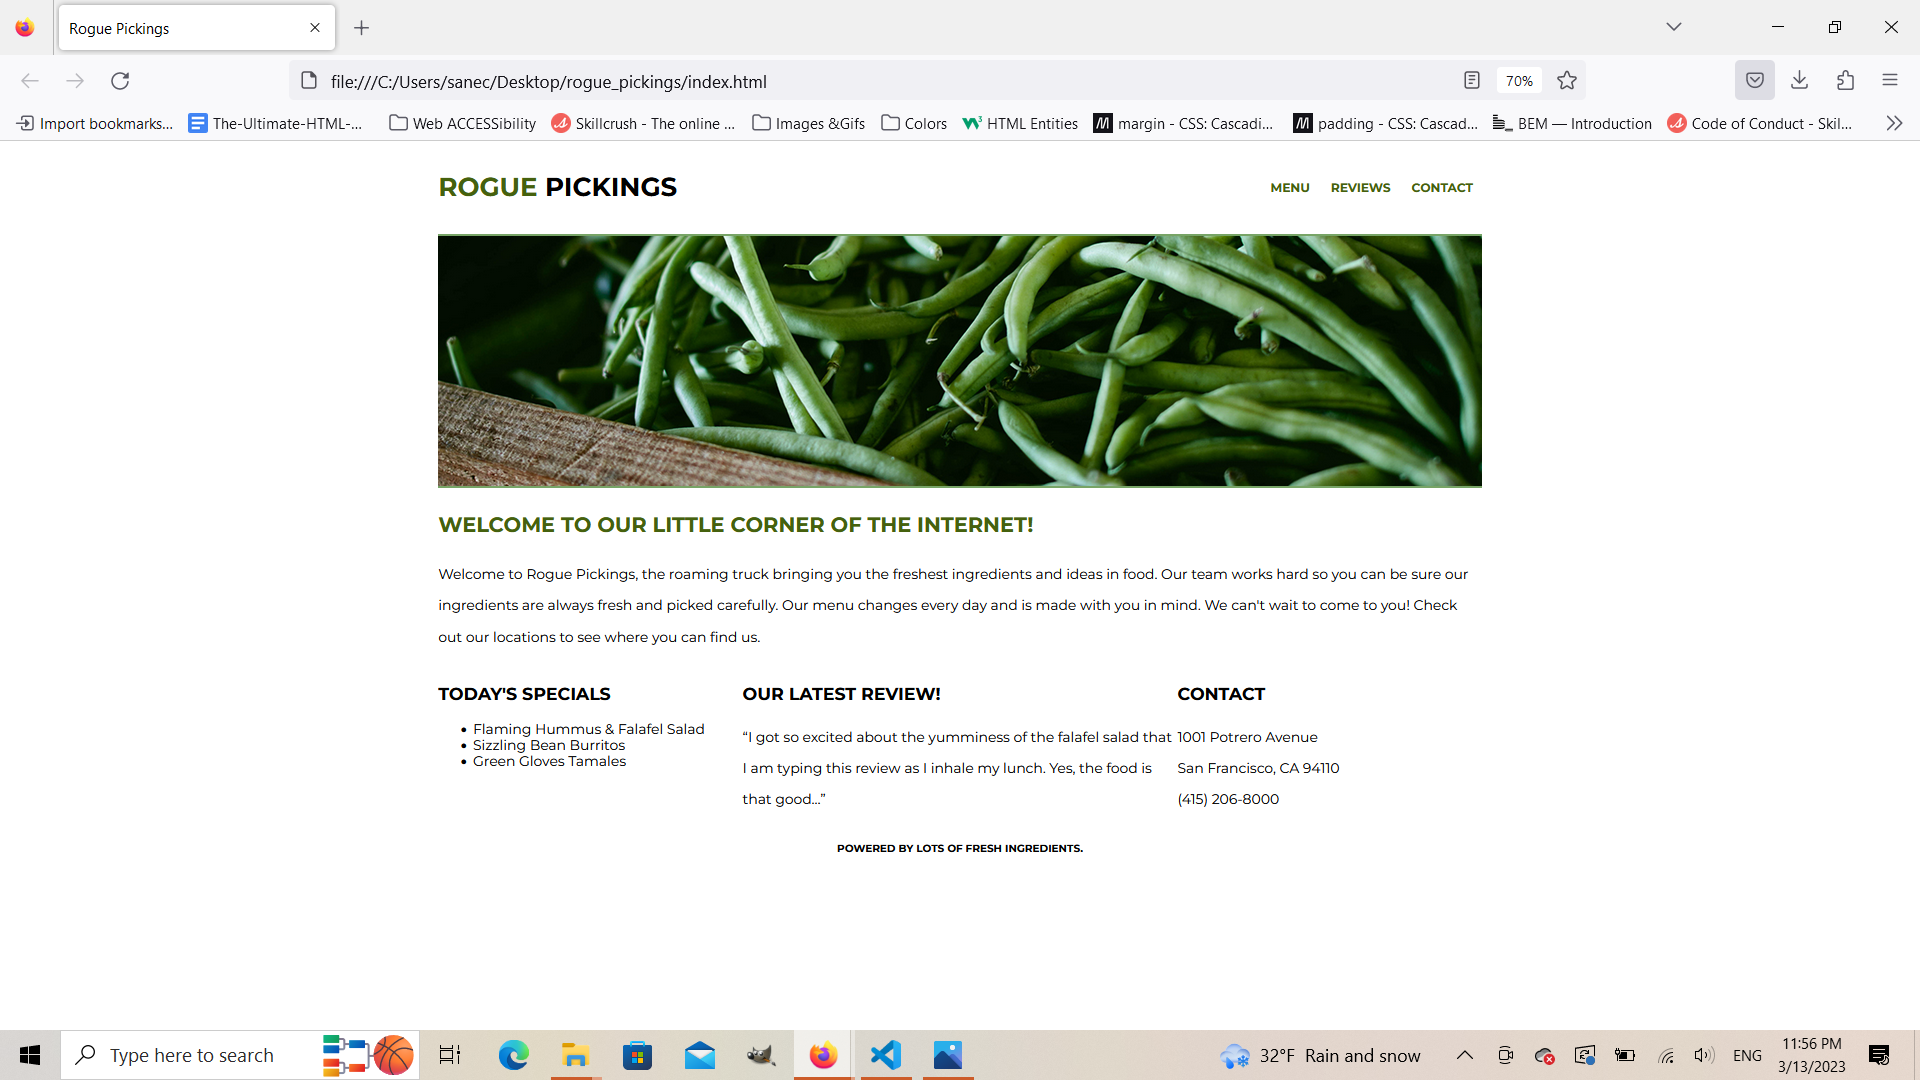 Rogue Pickings
file:///C:/Users/sanec/Desktop/rogue_pickings/index.html
70%
Import bookmarks...
The-Ultimate-HTML-...
Web ACCESSibility
Skillcrush - The online ...
Images &Gifs
Colors
HTML Entities
margin - CSS: Cascadi...
padding - CSS: Cascad...
BEM — Introduction
Code of Conduct - Skil...
ROGUE PICKINGS
MENU REVIEWS CONTACT
WELCOME TO OUR LITTLE CORNER OF THE INTERNET!
Welcome to Rogue Pickings, the roaming truck bringing you the freshest ingredients and ideas in food. Our team works hard so you can be sure our
ingredients are always fresh and picked carefully. Our menu changes every day and is made with you in mind. We can't wait to come to you! Check
out our locations to see where you can find us.
TODAY'S SPECIALS
• Flaming Hummus & Falafel Salad
• Sizzling Bean Burritos
• Green Gloves Tamales
OUR LATEST REVIEW!
“I got so excited about the yumminess of the falafel salad that
I am typing this review as I inhale my lunch. Yes, the food is
that good...”
CONTACT
1001 Potrero Avenue
San Francisco, CA 94110
(415) 206-8000
POWERED BY LOTS OF FRESH INGREDIENTS.
Type here to search
32°F Rain and snow
ENG
11:56 PM
3/13/2023